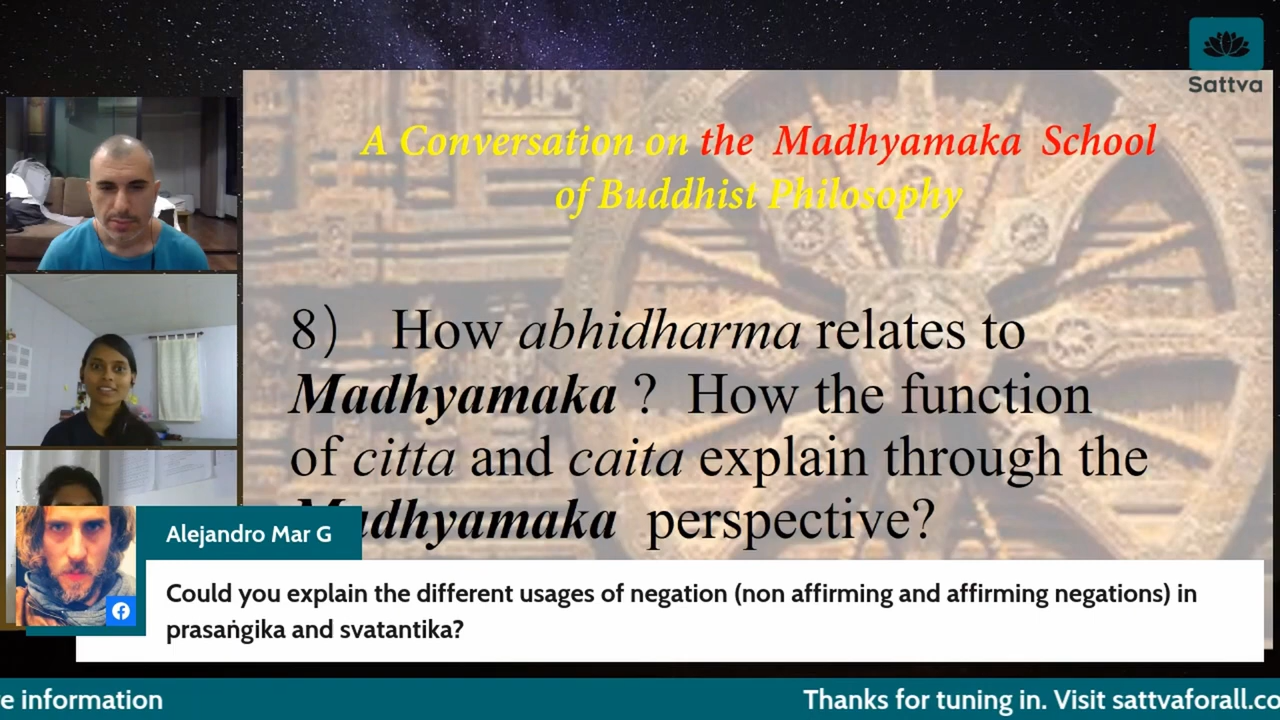 Sattva
A Conversation on the Madhyamaka School
of Buddhist Philosophy
8) How abhidharma relates to
Madhyamaka ? How the function
of citta and caita explain through the
adhyamaka perspective?
Alejandro Mar G
Could you explain the different usages of negation (non affirming and affirming negations) in
prasaṅgika and svatantika?
e information
Thanks for tuning in. Visit sattvaforall.co